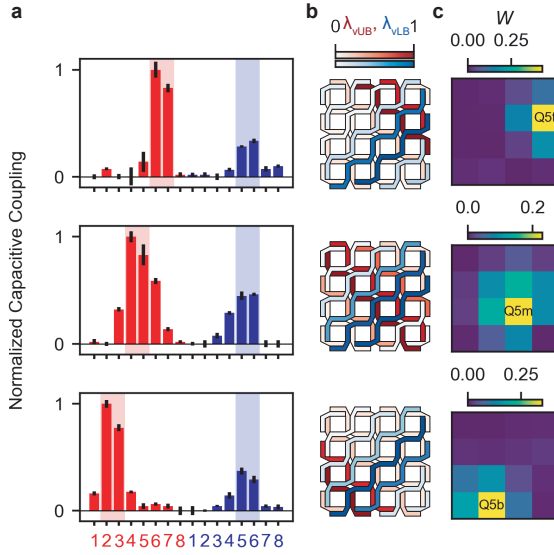 a
b
c
0 λvUB, λvLB 1
W
0.00 0.25
1
0
Q5t
0.0 0.2
1
0
Q5m
0.00 0.25
1
0
Q5b
Normalized Capacitive Coupling
1 2 3 4 5 6 7 8 1 2 3 4 5 6 7 8